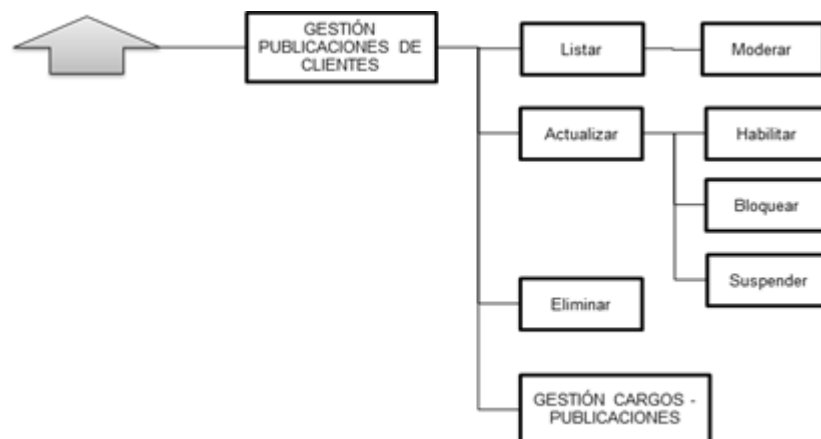 GESTIÓN
PUBLICACIONES DE
CLIENTES
Listar
Moderar
Actualizar
Habilitar
Bloquear
Suspender
Eliminar
GESTIÓN CARGOS -
PUBLICACIONES